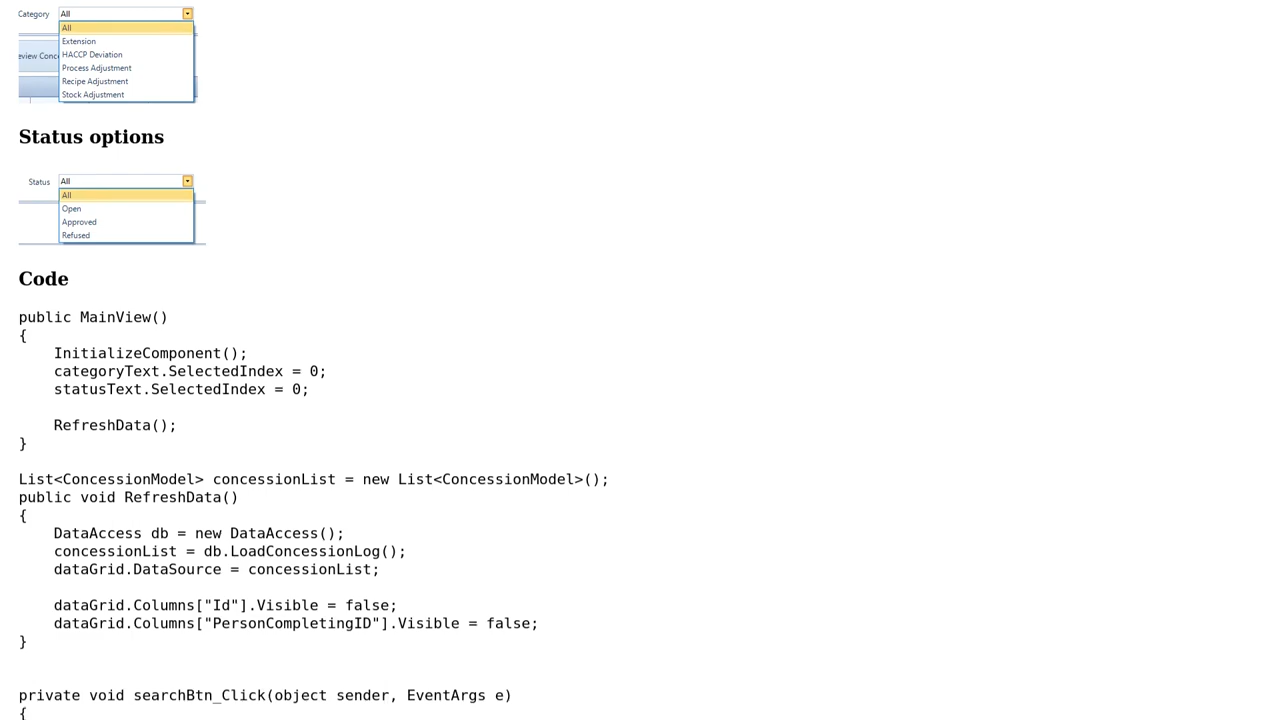 Category All
All
Extension
eview Conc
HACCP Deviation
Process Adjustment
Recipe Adjustment
Stock Adjustment
Status options
Status All
All
Open
Approved
Refused
Code
public MainView()
{
    InitializeComponent();
    categoryText.SelectedIndex = 0;
    statusText.SelectedIndex = 0;

    RefreshData();
}

List<ConcessionModel> concessionList = new List<ConcessionModel>();
public void RefreshData()
{
    DataAccess db = new DataAccess();
    concessionList = db.LoadConcessionLog();
    dataGrid.DataSource = concessionList;

    dataGrid.Columns["Id"].Visible = false;
    dataGrid.Columns["PersonCompletingID"].Visible = false;
}

private void searchBtn_Click(object sender, EventArgs e)
{